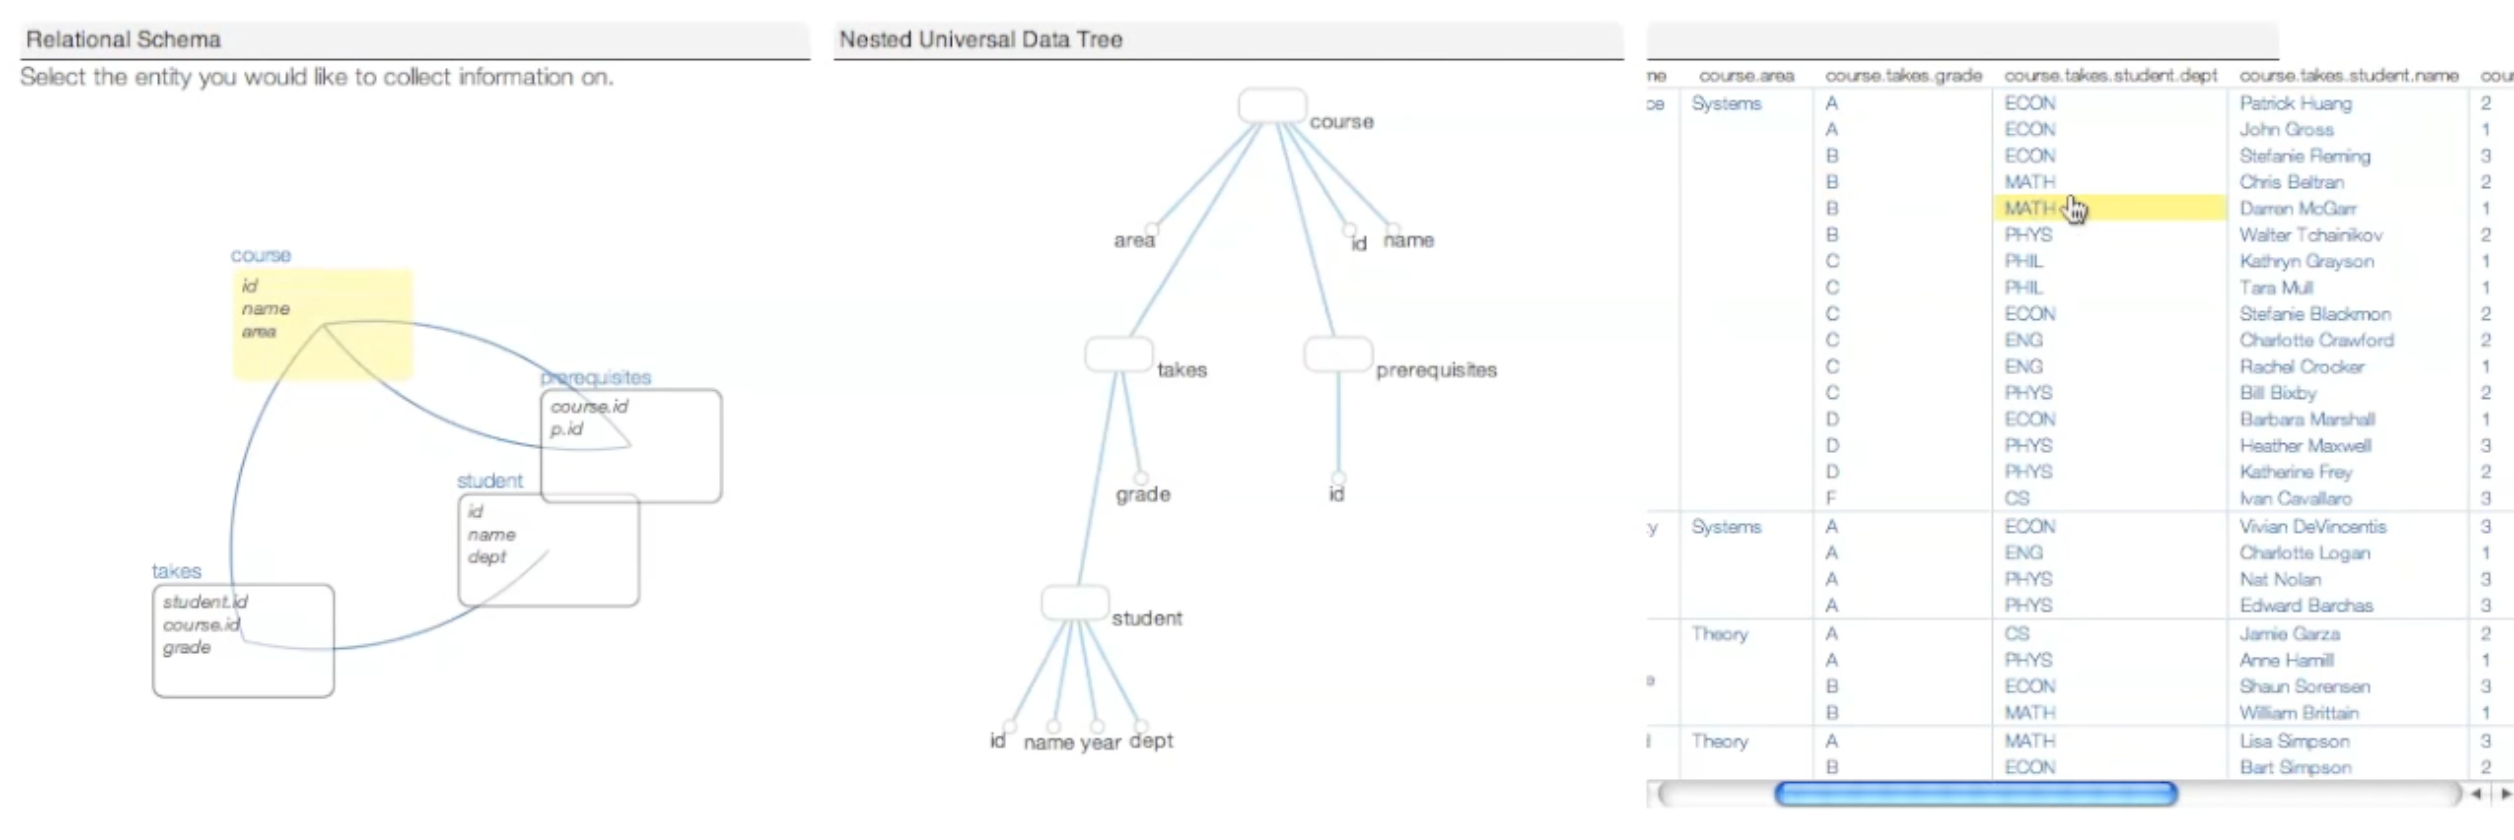 Relational Schema
Select the entity you would like to collect information on.
course
id
name
area
prerequisites
course.id
p.id
student
id
name
dept
takes
student.id
course.id
grade
Nested Universal Data Tree
course
area
id
name
takes
prerequisites
grade
id
student
id name year dept
course.area course.takes.grade course.takes.student.dept course.takes.student.name
Systems A ECON Patrick Huang 2
A ECON John Gross 1
B ECON Stefanie Fleming 3
B MATH Chris Beltran 2
B MATH Darren McGarr 1
B PHYS Walter Tchainikov 2
C PHIL Kathryn Grayson 1
C PHIL Tara Mull 1
C ECON Stefanie Blackmon 2
C ENG Charlotte Crawford 2
C ENG Rachel Crocker 1
C PHYS Bill Bixby 2
D ECON Barbara Marshall 1
D PHYS Heather Maxwell 3
D PHYS Katherine Frey 2
F CS Ivan Cavallaro 3
Systems A ECON Vivian DeVincentis 3
A ENG Charlotte Logan 1
A PHYS Nat Nolan 3
A PHYS Edward Barchas 3
Theory A CS Jamie Garza 2
A PHYS Anne Hamill 1
B ECON Shaun Sorensen 3
B MATH William Brittain 1
Theory A MATH Lisa Simpson 3
B ECON Bart Simpson 2